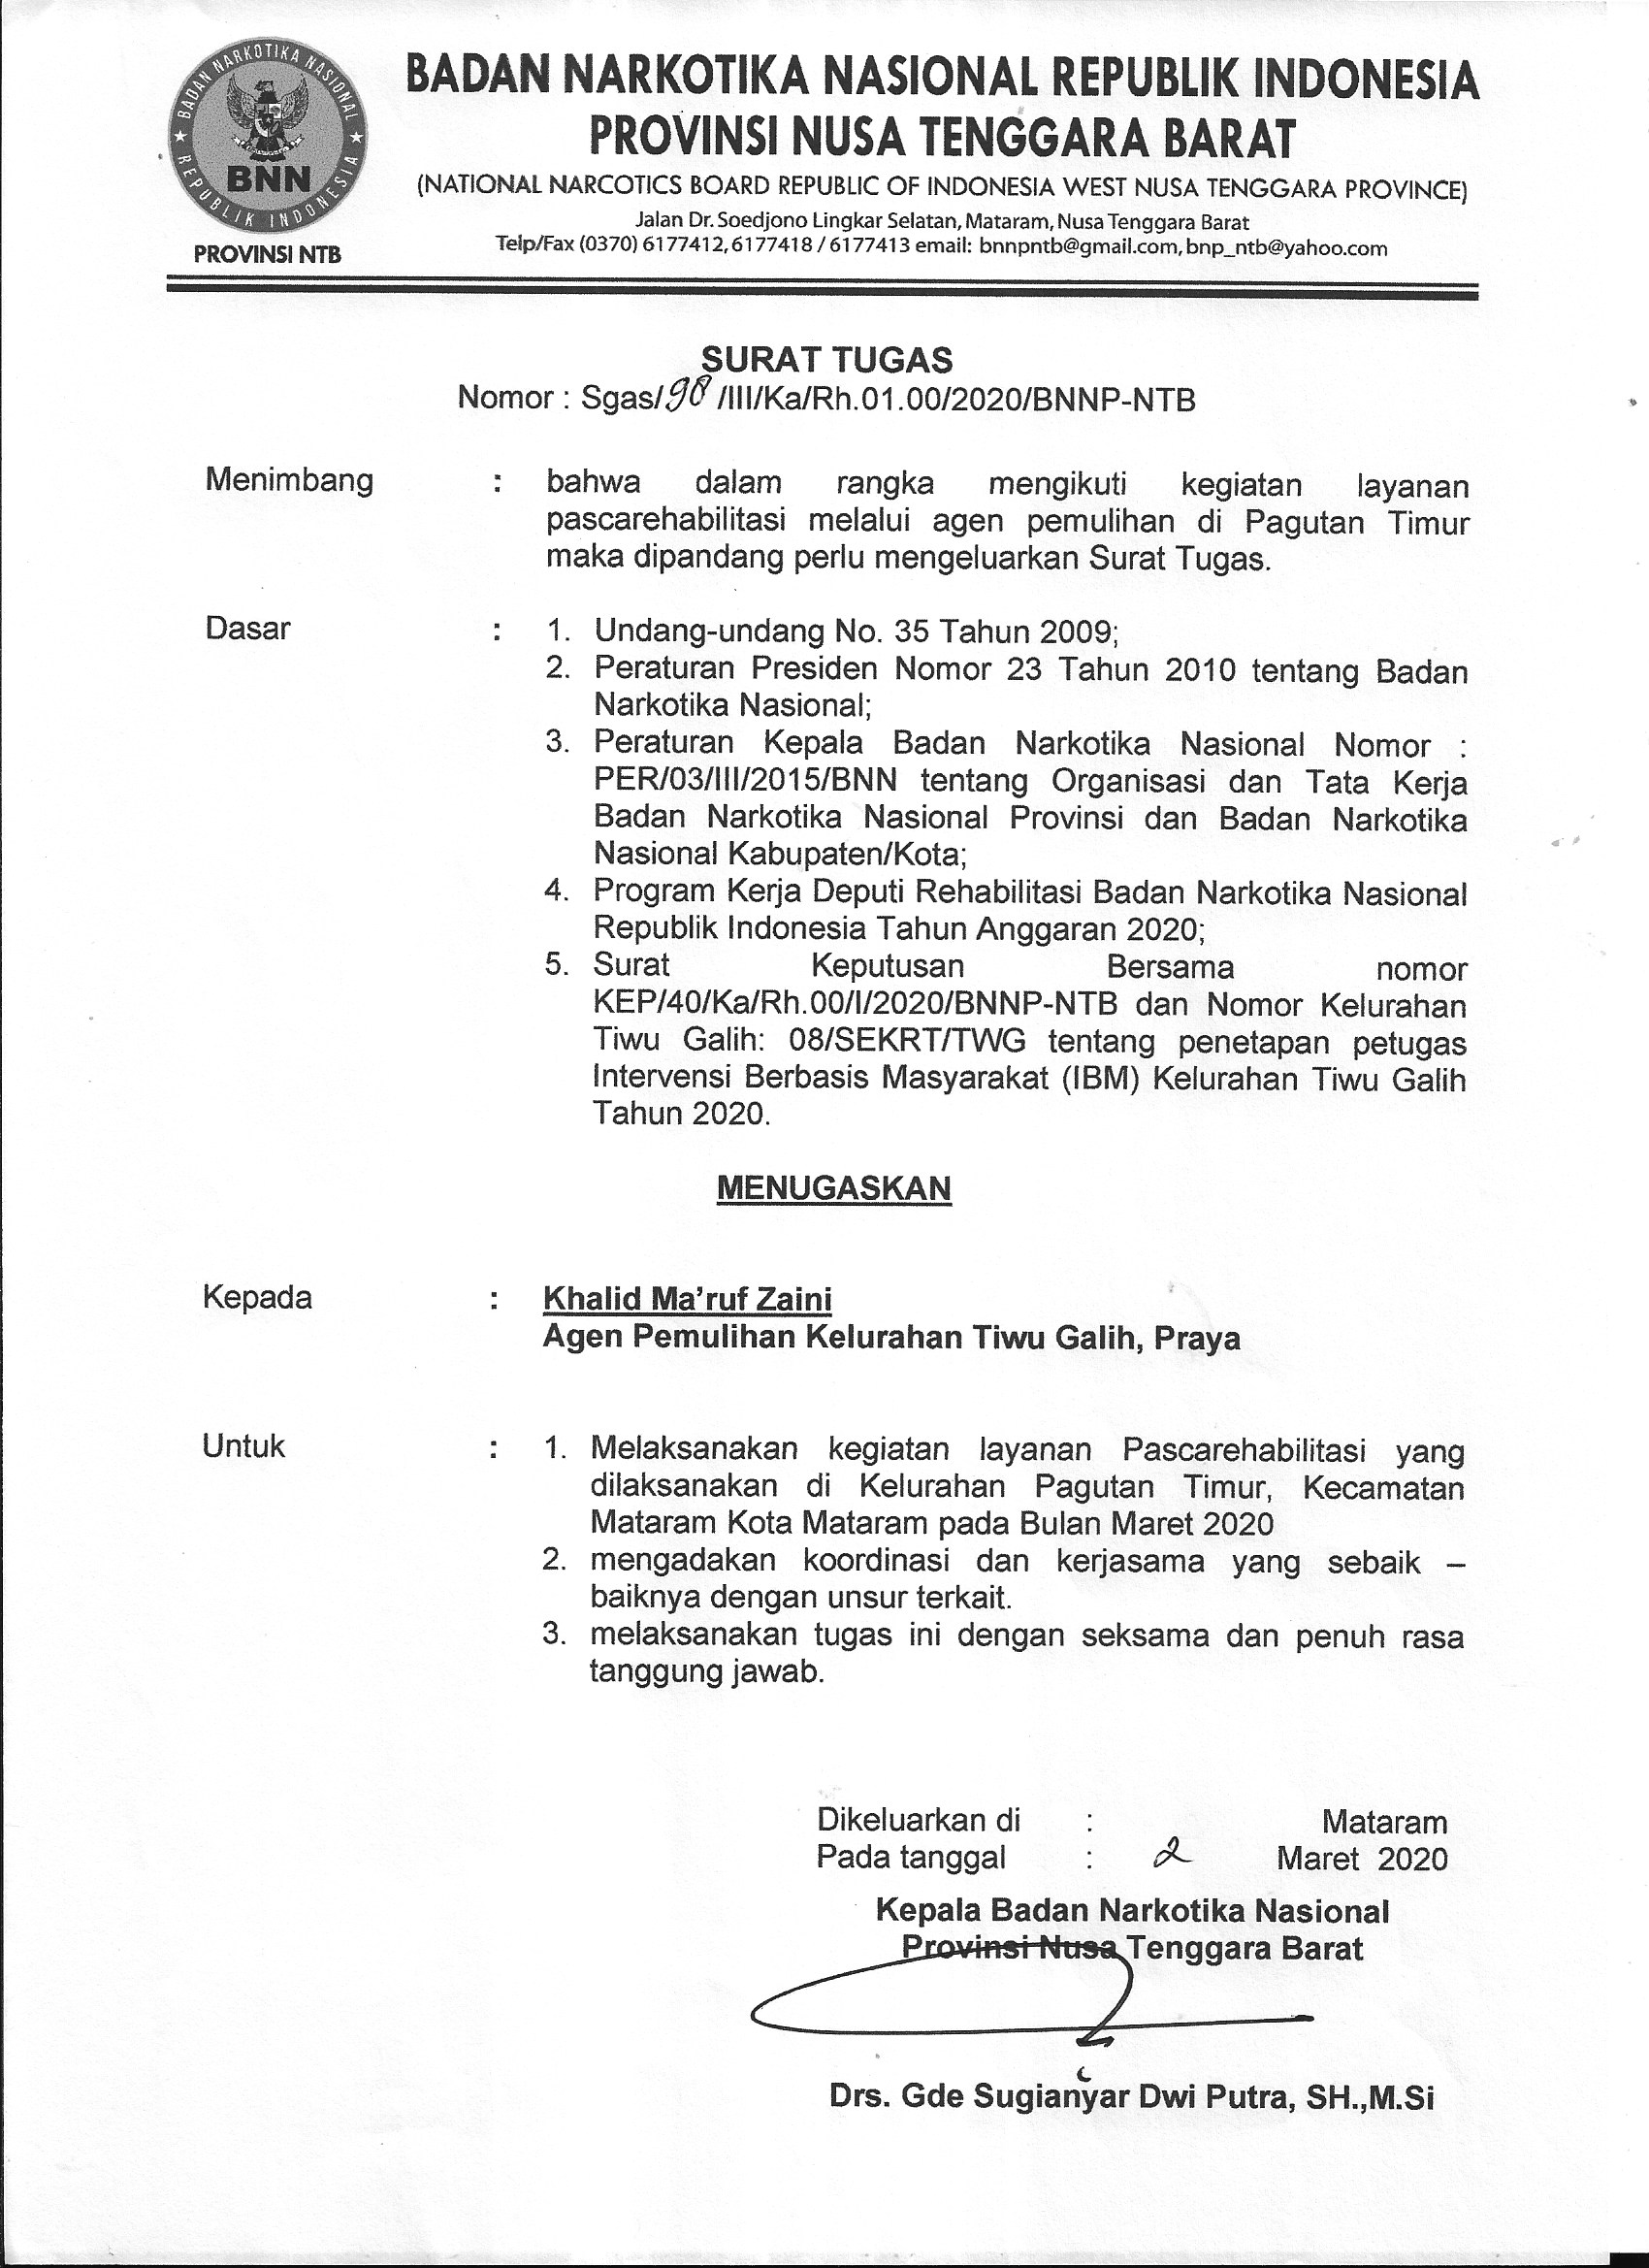 BADAN NARKOTIKA NASIONAL
REPUBLIK INDONESIA
BNN
PROVINSI NTB
BADAN NARKOTIKA NASIONAL REPUBLIK INDONESIA
PROVINSI NUSA TENGGARA BARAT
(NATIONAL NARCOTICS BOARD REPUBLIC OF INDONESIA WEST NUSA TENGGARA PROVINCE)
Jalan Dr. Soedjono Lingkar Selatan, Mataram, Nusa Tenggara Barat
Telp/Fax (0370) 6177412, 6177418 / 6177413 email: bnnpntb@gmail.com, bnp_ntb@yahoo.com
SURAT TUGAS
Nomor : Sgas/98/III/Ka/Rh.01.00/2020/BNNP-NTB
Menimbang : bahwa dalam rangka mengikuti kegiatan layanan
pascarehabilitasi melalui agen pemulihan di Pagutan Timur
maka dipandang perlu mengeluarkan Surat Tugas.
Dasar : 1. Undang-undang No. 35 Tahun 2009;
2. Peraturan Presiden Nomor 23 Tahun 2010 tentang Badan
Narkotika Nasional;
3. Peraturan Kepala Badan Narkotika Nasional Nomor :
PER/03/III/2015/BNN tentang Organisasi dan Tata Kerja
Badan Narkotika Nasional Provinsi dan Badan Narkotika
Nasional Kabupaten/Kota;
4. Program Kerja Deputi Rehabilitasi Badan Narkotika Nasional
Republik Indonesia Tahun Anggaran 2020;
5. Surat Keputusan Bersama nomor
KEP/40/Ka/Rh.00/I/2020/BNNP-NTB dan Nomor Kelurahan
Tiwu Galih: 08/SEKRT/TWG tentang penetapan petugas
Intervensi Berbasis Masyarakat (IBM) Kelurahan Tiwu Galih
Tahun 2020.
MENUGASKAN
Kepada : Khalid Ma'ruf Zaini
Agen Pemulihan Kelurahan Tiwu Galih, Praya
Untuk : 1. Melaksanakan kegiatan layanan Pascarehabilitasi yang
dilaksanakan di Kelurahan Pagutan Timur, Kecamatan
Mataram Kota Mataram pada Bulan Maret 2020
2. mengadakan koordinasi dan kerjasama yang sebaik –
baiknya dengan unsur terkait.
3. melaksanakan tugas ini dengan seksama dan penuh rasa
tanggung jawab.
Dikeluarkan di : Mataram
Pada tanggal : 2 Maret 2020
Kepala Badan Narkotika Nasional
Provinsi Nusa Tenggara Barat
Drs. Gde Sugianyar Dwi Putra, SH.,M.Si